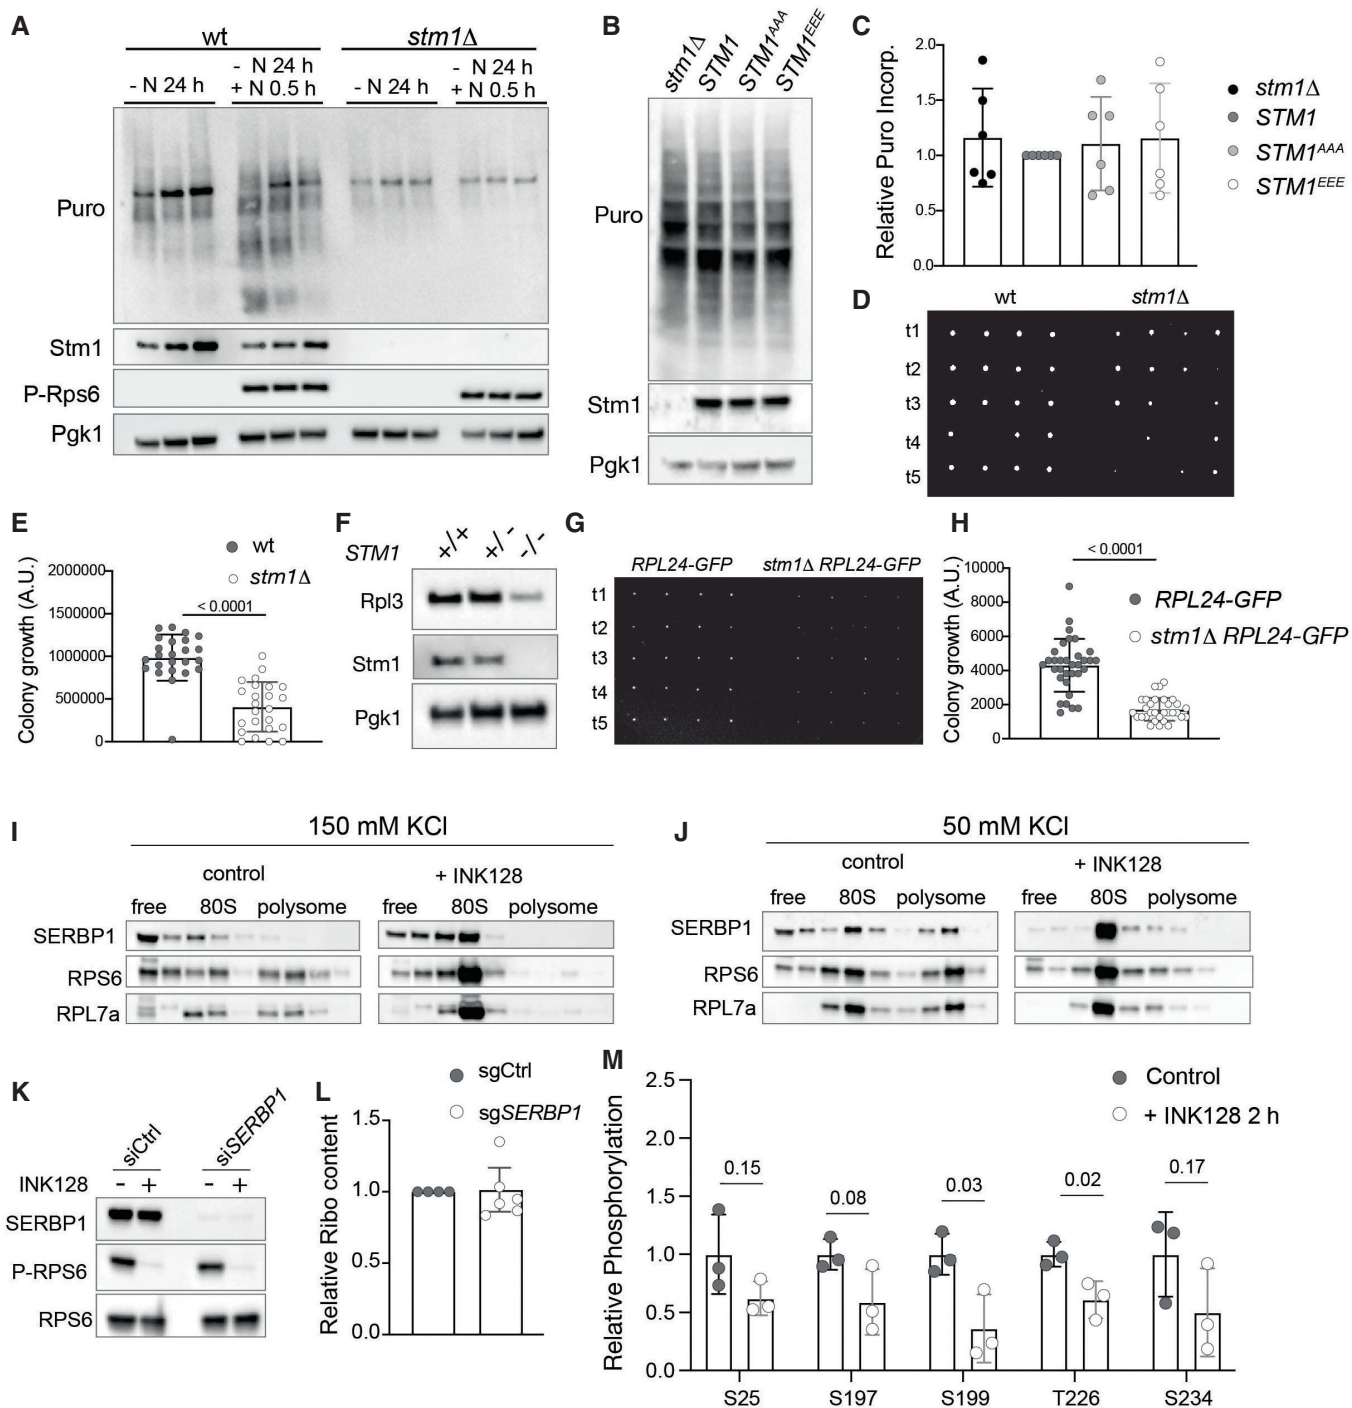 A
wt
stm1Δ
- N 24 h
- N 24 h
+ N 0.5 h
- N 24 h
- N 24 h
+ N 0.5 h
Puro
Stm1
P-Rps6
Pgk1
B
stm1Δ
STM1
STM1AAA
STM1EEE
Puro
Stm1
Pgk1
C
Relative Puro Incorp.
2.0
1.5
1.0
0.5
0.0
stm1Δ
STM1
STM1AAA
STM1EEE
D
wt
stm1Δ
t1
t2
t3
t4
t5
E
Colony growth (A.U.)
2000000
1500000
1000000
500000
0
wt
stm1Δ
< 0.0001
F
STM1
+/+
+/-
-/-
Rpl3
Stm1
Pgk1
G
RPL24-GFP
stm1Δ RPL24-GFP
t1
t2
t3
t4
t5
H
Colony growth (A.U.)
10000
8000
6000
4000
2000
0
< 0.0001
RPL24-GFP
stm1Δ RPL24-GFP
I
150 mM KCl
control
+ INK128
free 80S polysome
free 80S polysome
SERBP1
RPS6
RPL7a
J
50 mM KCl
control
+ INK128
free 80S polysome
free 80S polysome
SERBP1
RPS6
RPL7a
K
siCtrl
siSERBP1
INK128 - + - +
SERBP1
P-RPS6
RPS6
L
sgCtrl
sgSERBP1
Relative Ribo content
1.5
1.0
0.5
0.0
M
Relative Phosphorylation
2.5
2.0
1.5
1.0
0.5
0.0
Control
+ INK128 2 h
0.15
0.08
0.03
0.02
0.17
S25
S197
S199
T226
S234